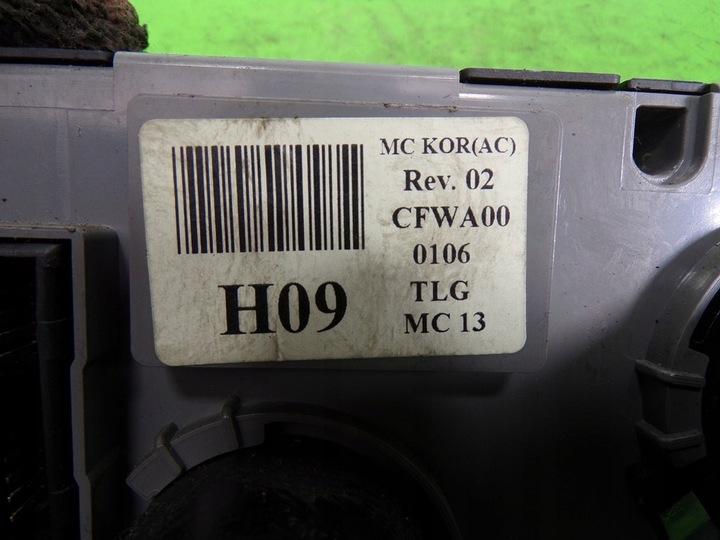 MC KOR(AC)
Rev. 02
CFWA00
0106
TLG
MC 13
H09